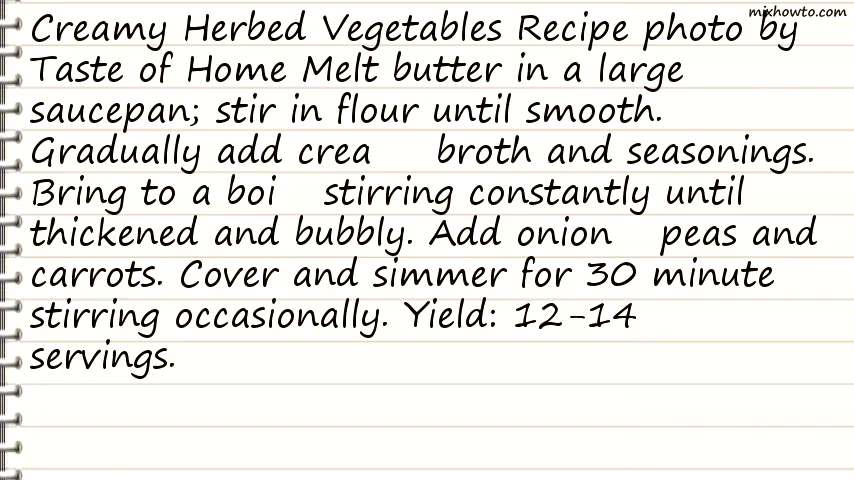 mixhowto.com
Creamy Herbed Vegetables Recipe photo by
Taste of Home Melt butter in a large
saucepan; stir in flour until smooth.
Gradually add crea broth and seasonings.
Bring to a boi stirring constantly until
thickened and bubbly. Add onion peas and
carrots. Cover and simmer for 30 minute
stirring occasionally. Yield: 12-14
servings.